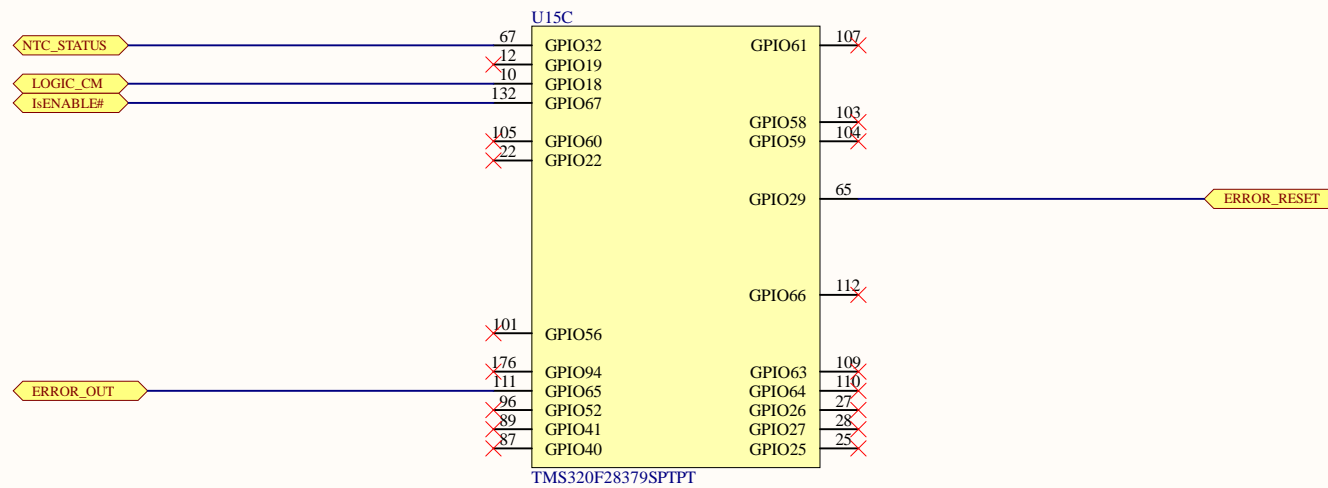 U15C
NTC_STATUS 67 GPIO32 GPIO61 107
12 GPIO19
LOGIC_CM 10 GPIO18
IsENABLE# 132 GPIO67
GPIO58 103
105 GPIO60 GPIO59 104
22 GPIO22
GPIO29 65 ERROR_RESET
GPIO66 112
101 GPIO56
176 GPIO94 GPIO63 109
ERROR_OUT 111 GPIO65 GPIO64 110
96 GPIO52 GPIO26 27
89 GPIO41 GPIO27 28
87 GPIO40 GPIO25 25
TMS320F28379SPTPT